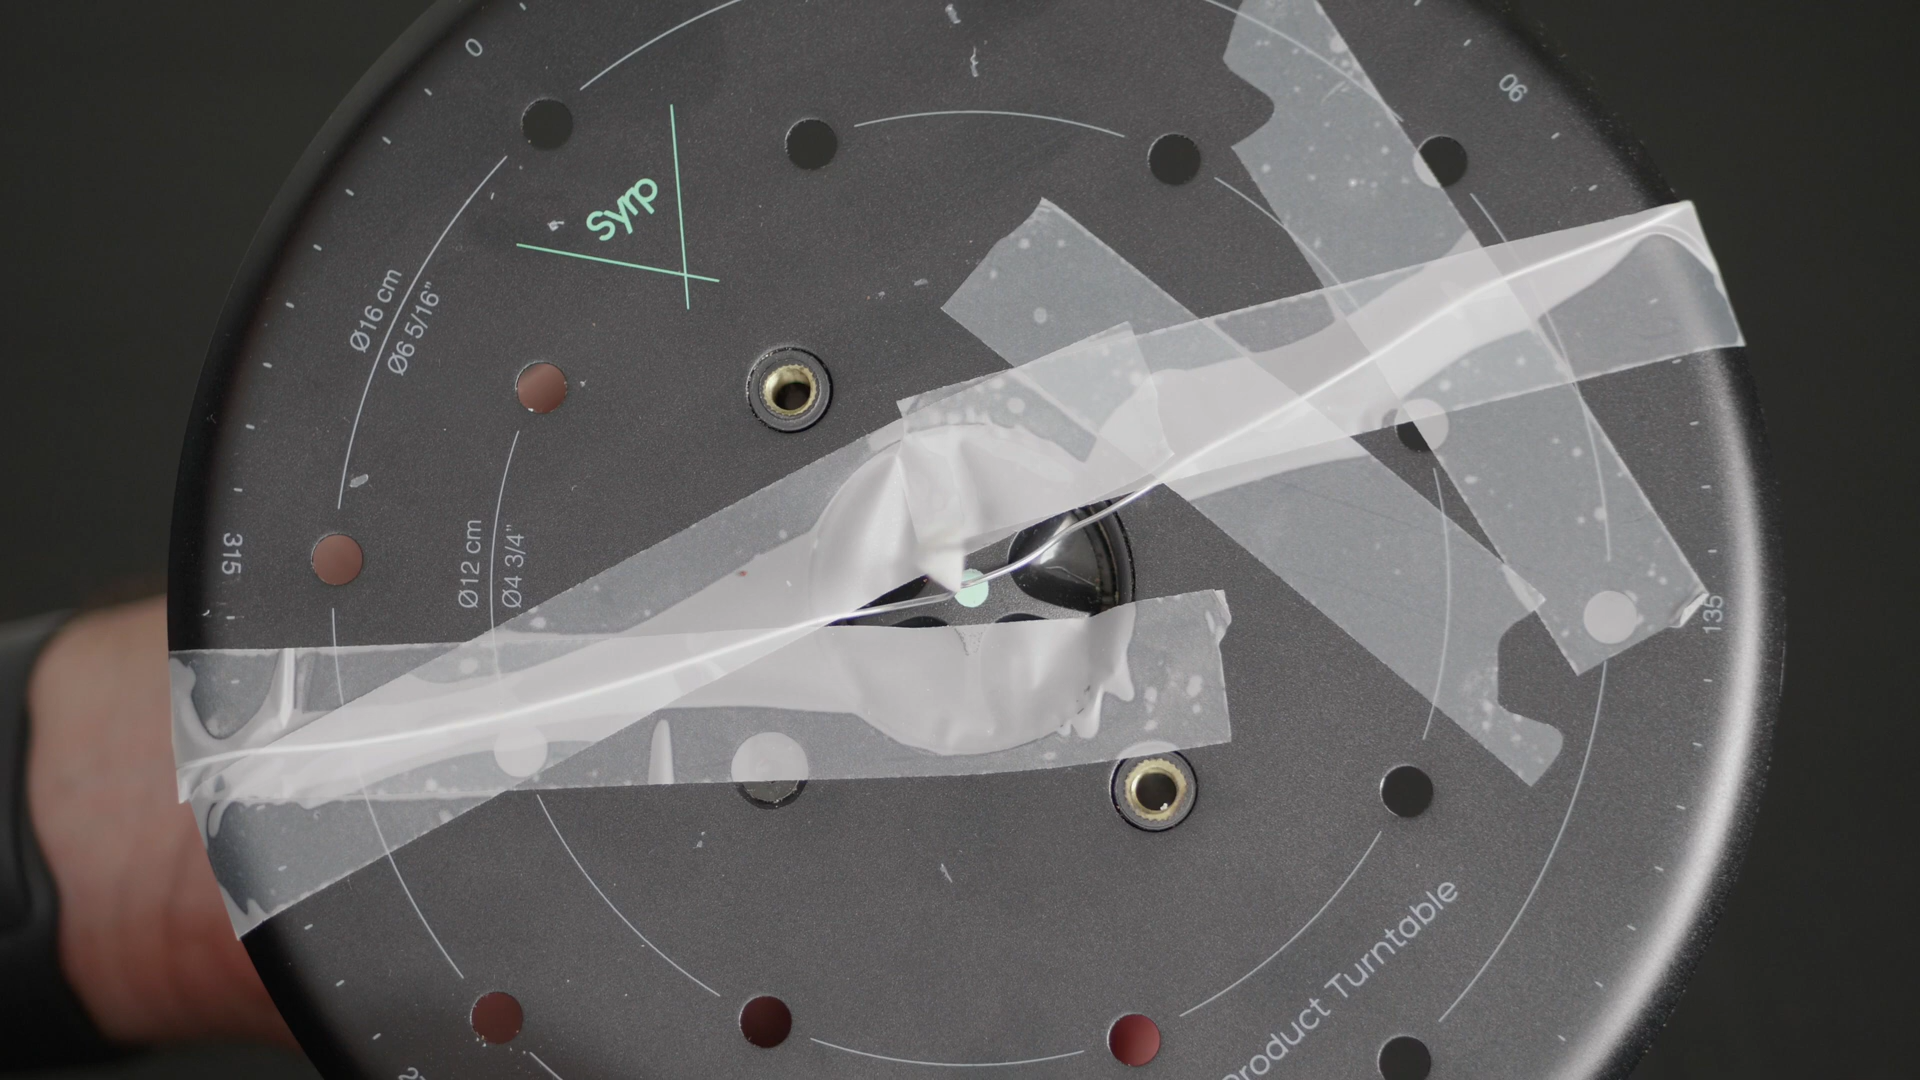 0
90
Syrp
Ø16 cm
Ø6 5/16"
315
Ø12 cm
Ø4 3/4"
135
Product Turntable